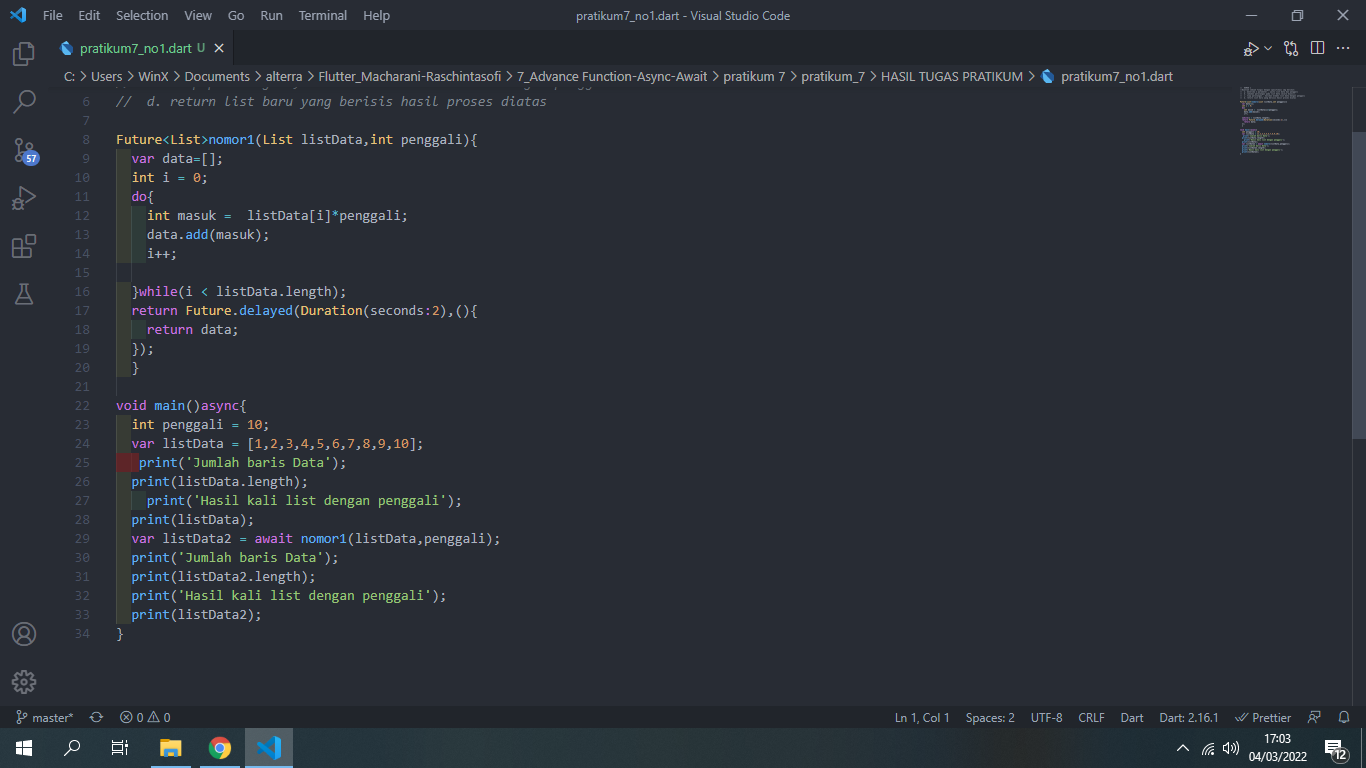 File Edit Selection View Go Run Terminal Help pratikum7_no1.dart - Visual Studio Code
pratikum7_no1.dart U
C: > Users > WinX > Documents > alterra > Flutter_Macharani-Raschintasofi > 7_Advance Function-Async-Await > pratikum 7 > pratikum_7 > HASIL TUGAS PRATIKUM > pratikum7_no1.dart
6 // d. return list baru yang berisis hasil proses diatas
7
8 Future<List>nomor1(List listData,int penggali){
9 var data=[];
10 int i = 0;
11 do{
12 int masuk =  listData[i]*penggali;
13 data.add(masuk);
14 i++;
15
16 }while(i < listData.length);
17 return Future.delayed(Duration(seconds:2),(){
18 return data;
19 });
20 }
21
22 void main()async{
23 int penggali = 10;
24 var listData = [1,2,3,4,5,6,7,8,9,10];
25 print('Jumlah baris Data');
26 print(listData.length);
27 print('Hasil kali list dengan penggali');
28 print(listData);
29 var listData2 = await nomor1(listData,penggali);
30 print('Jumlah baris Data');
31 print(listData2.length);
32 print('Hasil kali list dengan penggali');
33 print(listData2);
34 }
57
master* 0 0 Ln 1, Col 1 Spaces: 2 UTF-8 CRLF Dart Dart: 2.16.1 Prettier
17:03
04/03/2022
12